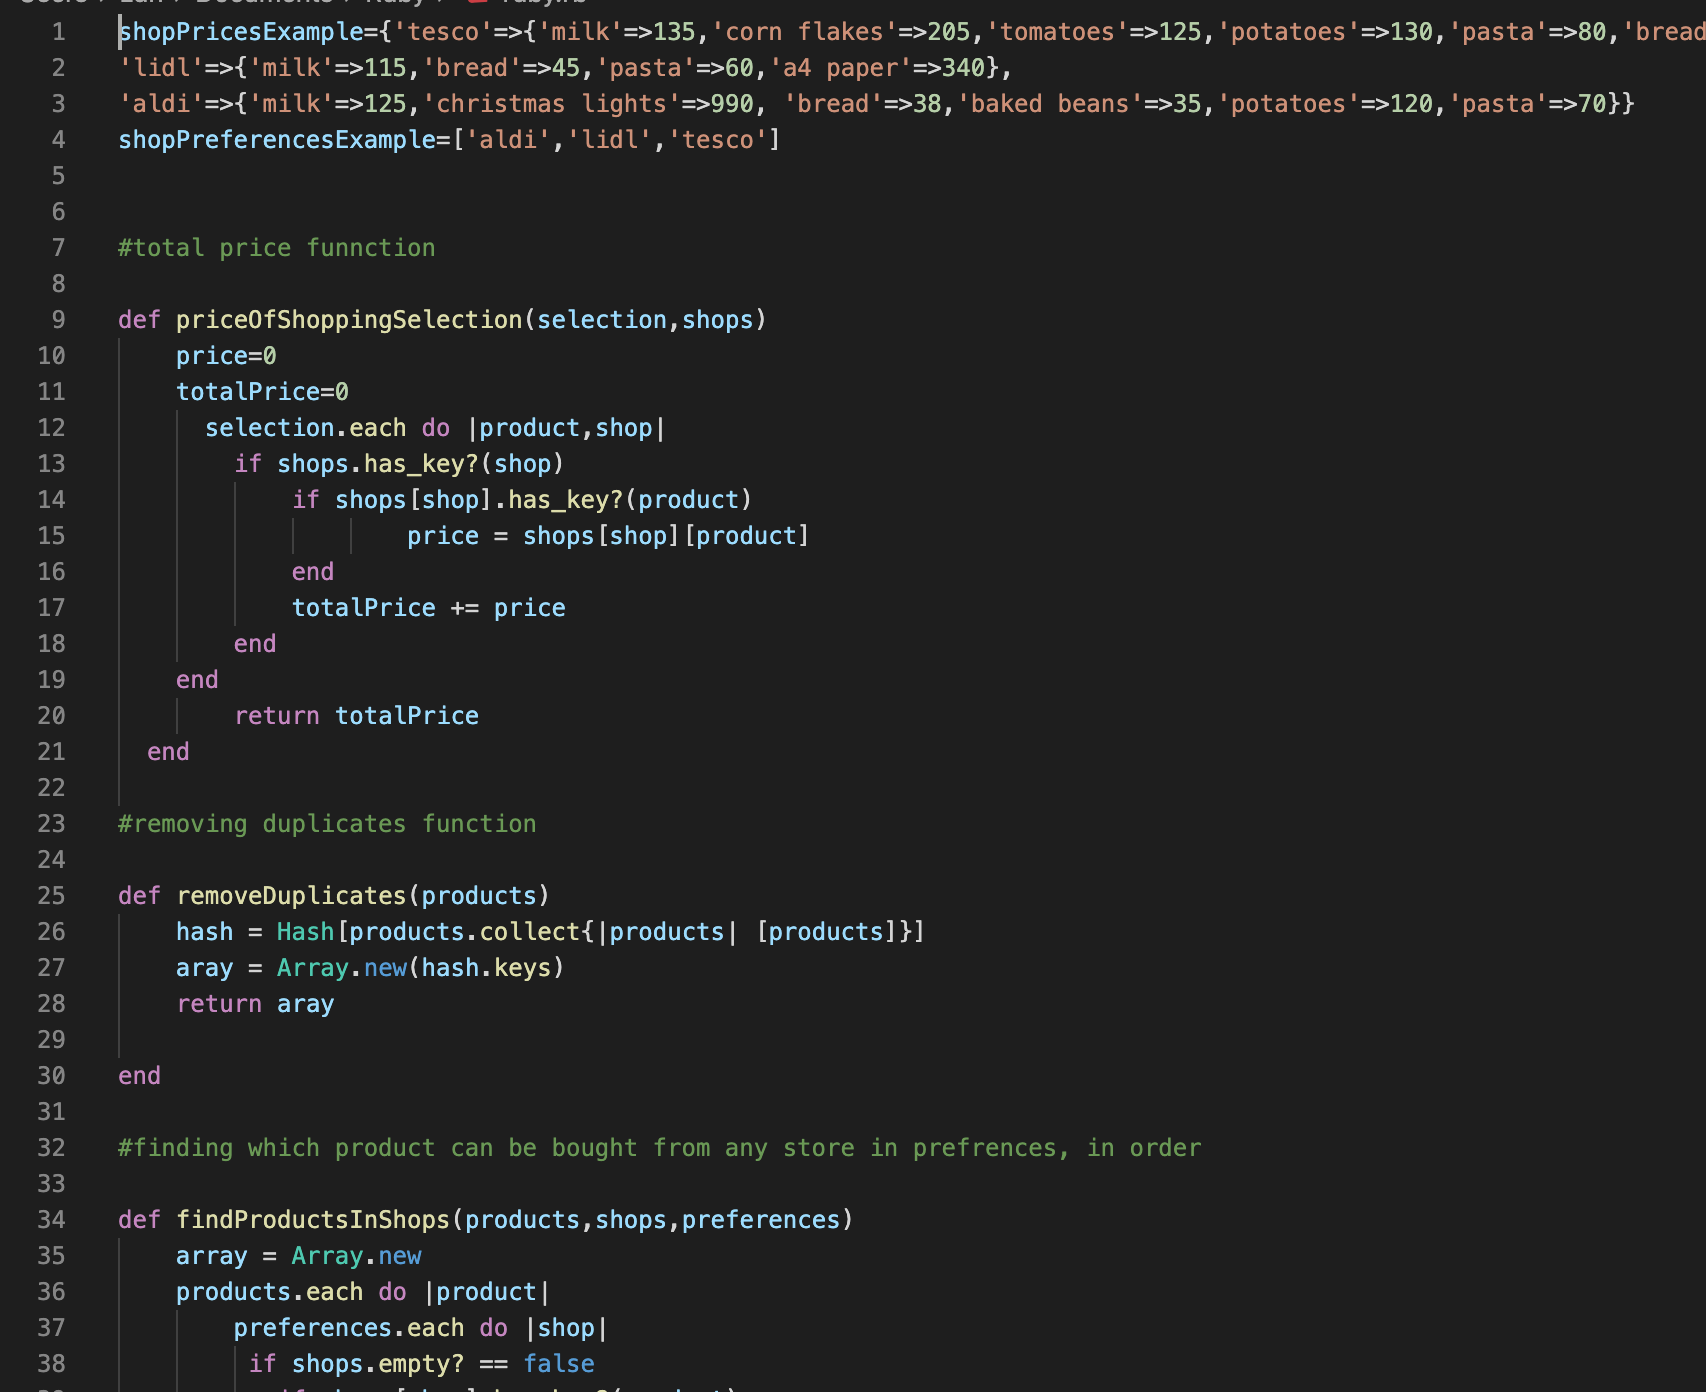 1 shopPricesExample={'tesco'=>{'milk'=>135,'corn flakes'=>205,'tomatoes'=>125,'potatoes'=>130,'pasta'=>80,'bread
2 'lidl'=>{'milk'=>115,'bread'=>45,'pasta'=>60,'a4 paper'=>340},
3 'aldi'=>{'milk'=>125,'christmas lights'=>990, 'bread'=>38,'baked beans'=>35,'potatoes'=>120,'pasta'=>70}}
4 shopPreferencesExample=['aldi','lidl','tesco']
5
6
7 #total price funnction
8
9 def priceOfShoppingSelection(selection,shops)
10 price=0
11 totalPrice=0
12 selection.each do |product,shop|
13 if shops.has_key?(shop)
14 if shops[shop].has_key?(product)
15 price = shops[shop][product]
16 end
17 totalPrice += price
18 end
19 end
20 return totalPrice
21 end
22
23 #removing duplicates function
24
25 def removeDuplicates(products)
26 hash = Hash[products.collect{|products| [products]}]
27 aray = Array.new(hash.keys)
28 return aray
29
30 end
31
32 #finding which product can be bought from any store in prefrences, in order
33
34 def findProductsInShops(products,shops,preferences)
35 array = Array.new
36 products.each do |product|
37 preferences.each do |shop|
38 if shops.empty? == false